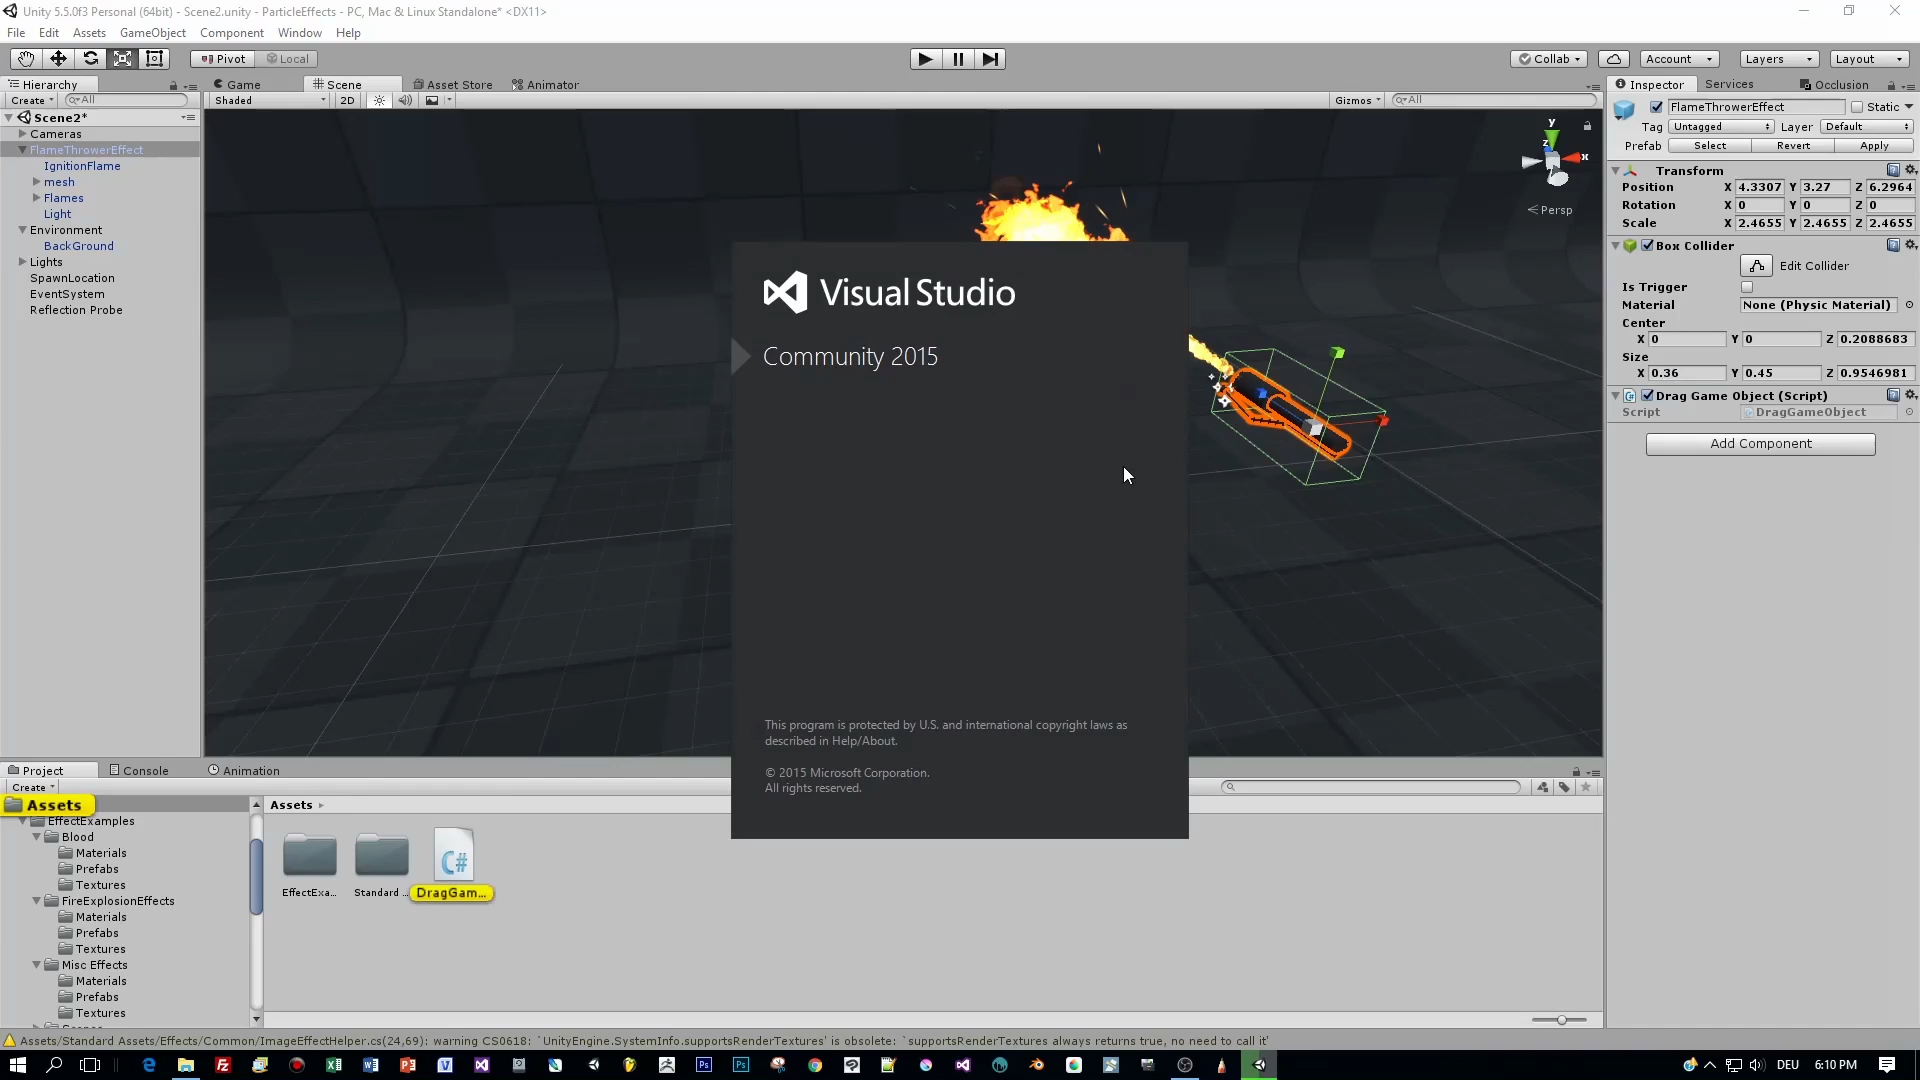 Unity 5.5.0f3 Personal (64bit) - Scene2.unity - ParticleEffects - PC, Mac & Linux Standalone* <DX11>
File Edit Assets GameObject Component Window Help
Pivot Local Collab Account Layers Layout
Hierarchy Game Scene Asset Store Animator Inspector Services Occlusion
Create All Shaded 2D Gizmos All
FlameThrowerEffect Static
Scene2*
Cameras
FlameThrowerEffect
IgnitionFlame
mesh
Flames
Light
Environment
BackGround
Lights
SpawnLocation
EventSystem
Reflection Probe
y
z
x
Persp
Tag Untagged Layer Default
Prefab Select Revert Apply
Transform
Position X 4.3307 Y 3.27 Z 6.2964
Rotation X 0 Y 0 Z 0
Scale X 2.4655 Y 2.4655 Z 2.4655
Box Collider
Edit Collider
Is Trigger
Material None (Physic Material)
Center
X 0 Y 0 Z 0.2088683
Size
X 0.36 Y 0.45 Z 0.9546981
Drag Game Object (Script)
Script DragGameObject
Add Component
Visual Studio
Community 2015
This program is protected by U.S. and international copyright laws as
described in Help/About.
© 2015 Microsoft Corporation.
All rights reserved.
Project Console Animation
Create
Assets
EffectExamples
Blood
Materials
Prefabs
Textures
FireExplosionEffects
Materials
Prefabs
Textures
Misc Effects
Materials
Prefabs
Textures
Assets
C#
EffectExa... Standard ... DragGam...
Assets/Standard Assets/Effects/Common/ImageEffectHelper.cs(24,69): warning CS0618: `UnityEngine.SystemInfo.supportsRenderTextures' is obsolete: `supportsRenderTextures always returns true, no need to call it'
DEU 6:10 PM